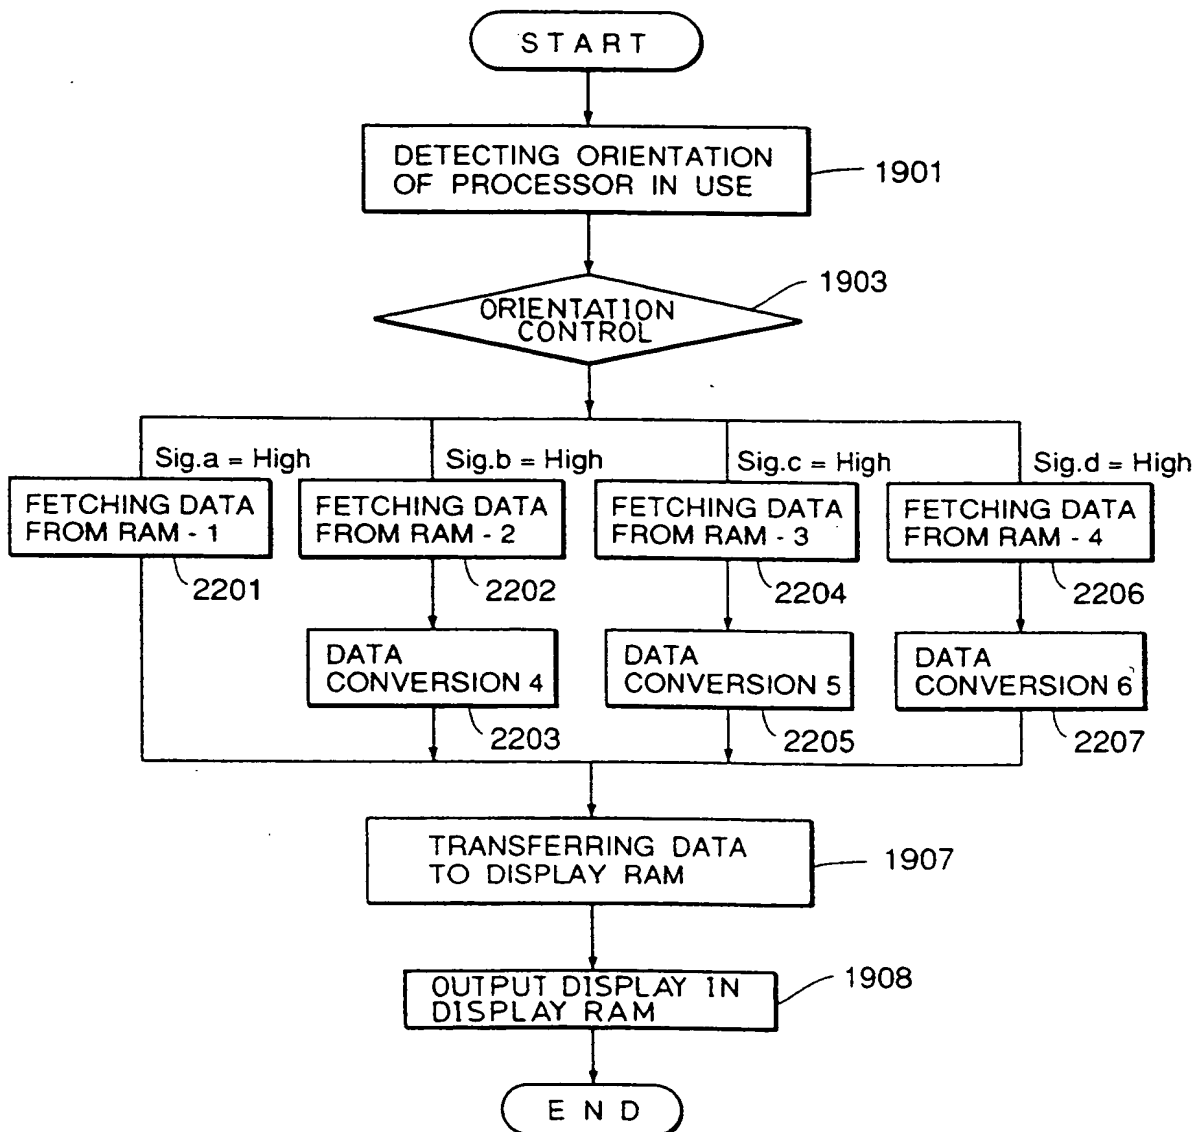 START
DETECTING ORIENTATION
OF PROCESSOR IN USE
1901
1903
ORIENTATION
CONTROL
Sig.a = High
Sig.b = High
Sig.c = High
Sig.d = High
FETCHING DATA
FROM RAM - 1
FETCHING DATA
FROM RAM - 2
FETCHING DATA
FROM RAM - 3
FETCHING DATA
FROM RAM - 4
2201
2202
2204
2206
DATA
CONVERSION 4
DATA
CONVERSION 5
DATA
CONVERSION 6
2203
2205
2207
TRANSFERRING DATA
TO DISPLAY RAM
1907
OUTPUT DISPLAY IN
DISPLAY RAM
1908
END